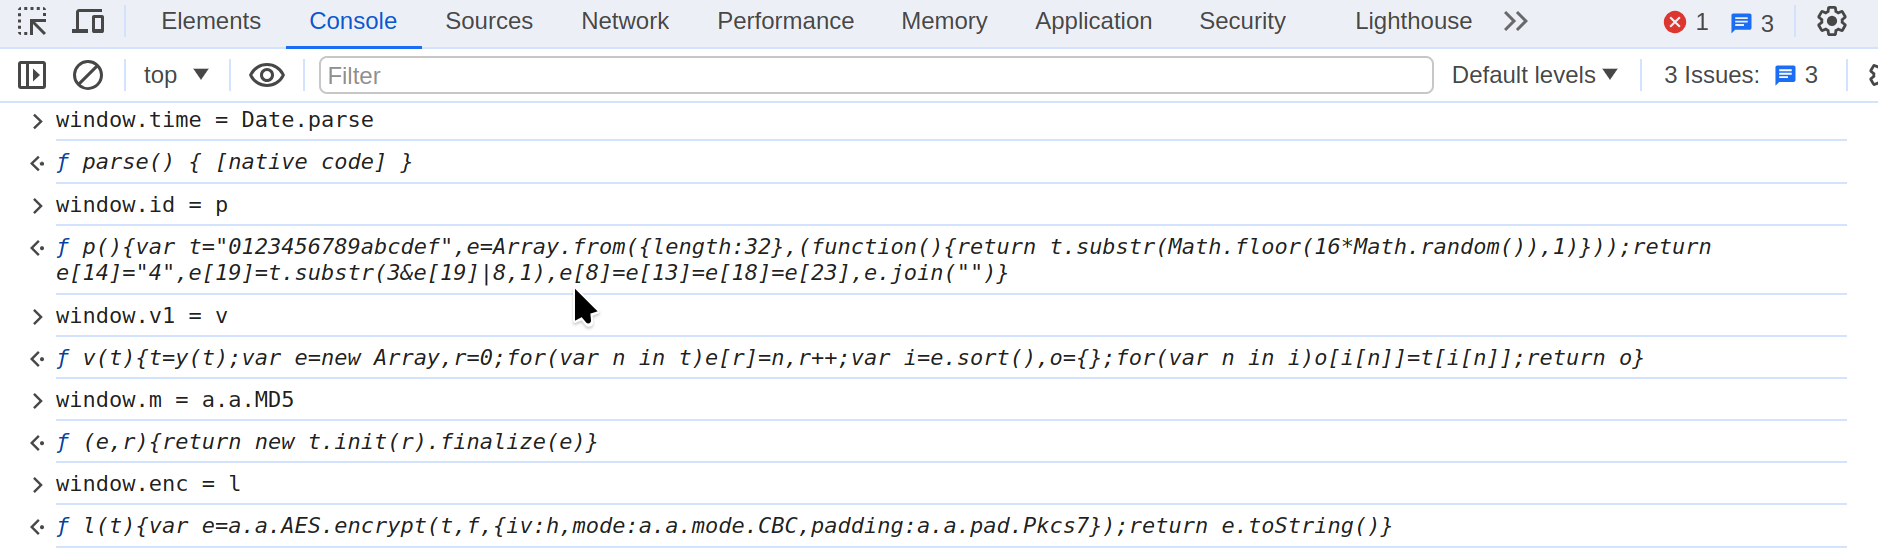 Elements Console Sources Network Performance Memory Application Security Lighthouse 1 3
top Filter Default levels 3 Issues: 3
> window.time = Date.parse
ƒ parse() { [native code] }
> window.id = p
ƒ p(){var t="0123456789abcdef",e=Array.from({length:32},(function(){return t.substr(Math.floor(16*Math.random()),1)}));return
e[14]="4",e[19]=t.substr(3&e[19]|8,1),e[8]=e[13]=e[18]=e[23],e.join("")}
> window.v1 = v
ƒ v(t){t=y(t);var e=new Array,r=0;for(var n in t)e[r]=n,r++;var i=e.sort(),o={};for(var n in i)o[i[n]]=t[i[n]];return o}
> window.m = a.a.MD5
ƒ (e,r){return new t.init(r).finalize(e)}
> window.enc = l
ƒ l(t){var e=a.a.AES.encrypt(t,f,{iv:h,mode:a.a.mode.CBC,padding:a.a.pad.Pkcs7});return e.toString()}